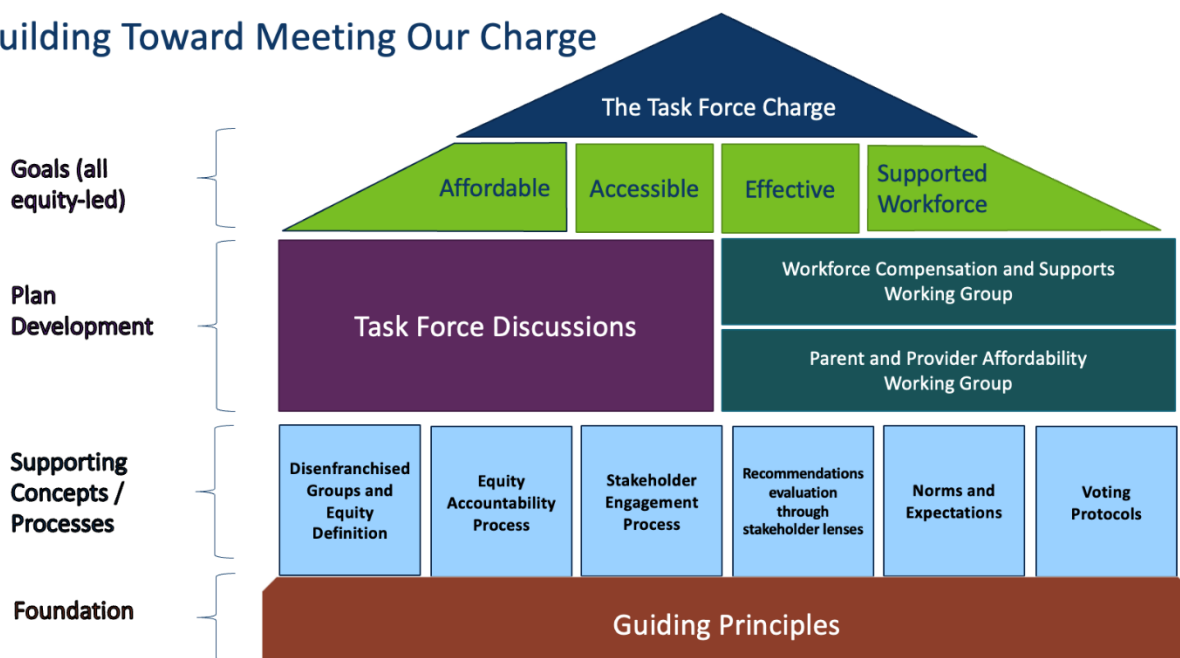 uilding Toward Meeting Our Charge
The Task Force Charge
Goals (all
equity-led)
Affordable
Accessible
Effective
Supported
Workforce
Plan
Development
Task Force Discussions
Workforce Compensation and Supports
Working Group
Parent and Provider Affordability
Working Group
Supporting
Concepts /
Processes
Disenfranchised
Groups and
Equity
Definition
Equity
Accountability
Process
Stakeholder
Engagement
Process
Recommendations
evaluation
through
stakeholder lenses
Norms and
Expectations
Voting
Protocols
Foundation
Guiding Principles